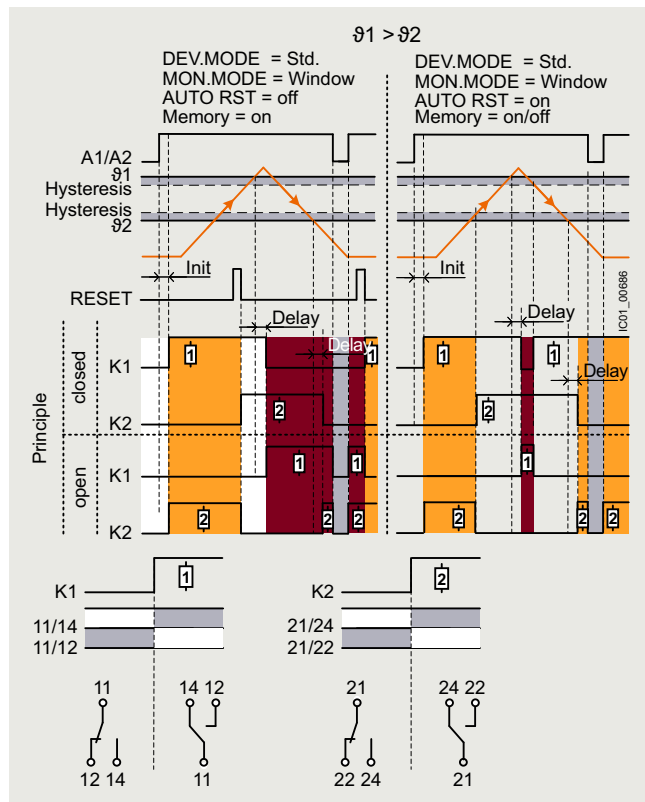 ϑ1 > ϑ2
DEV.MODE = Std.
MON.MODE = Window
AUTO RST = off
Memory = on
DEV.MODE = Std.
MON.MODE = Window
AUTO RST = on
Memory = on/off
A1/A2
ϑ1
Hysteresis
Hysteresis
ϑ2
Init
Init
RESET
IC01_00686
Delay
Delay
Delay
Delay
Principle
closed
open
K1
1
1
1
1
K2
2
2
K1
1
1
1
K2
2
2
2
2
2
2
K1
1
11/14
11/12
K2
2
21/24
21/22
11
14 12
21
24 22
12 14
11
22 24
21